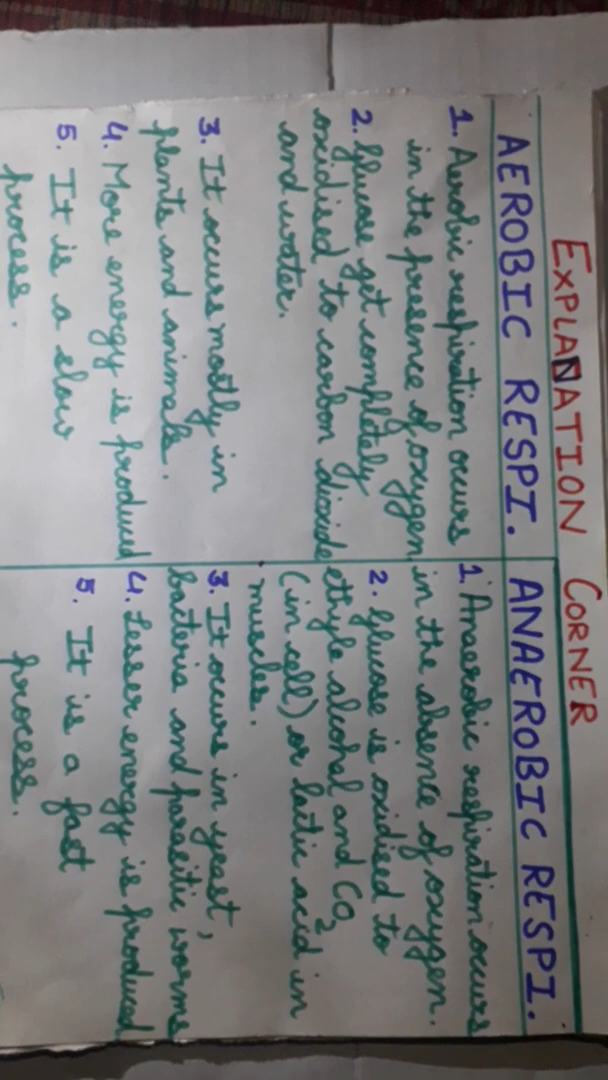 EXPLANATION CORNER
AEROBIC RESPI.
1. Aerobic respiration occurs
in the presence of oxygen
2. Glucose get completely
oxidised to carbon dioxide
and water.
3. It occurs mostly in
plants and animals.
4. More energy is produced
5. It is a slow
process.
ANAEROBIC RESPI.
1. Anaerobic respiration occurs
in the absence of oxygen.
2. Glucose is oxidised to
ethyle alcohal and CO2
(in cell) or laitic acid in
muscles.
3. It occurs in yeast,
bacteria and parasitic worms
4. Lesser energy is produced
5. It is a fast
process.